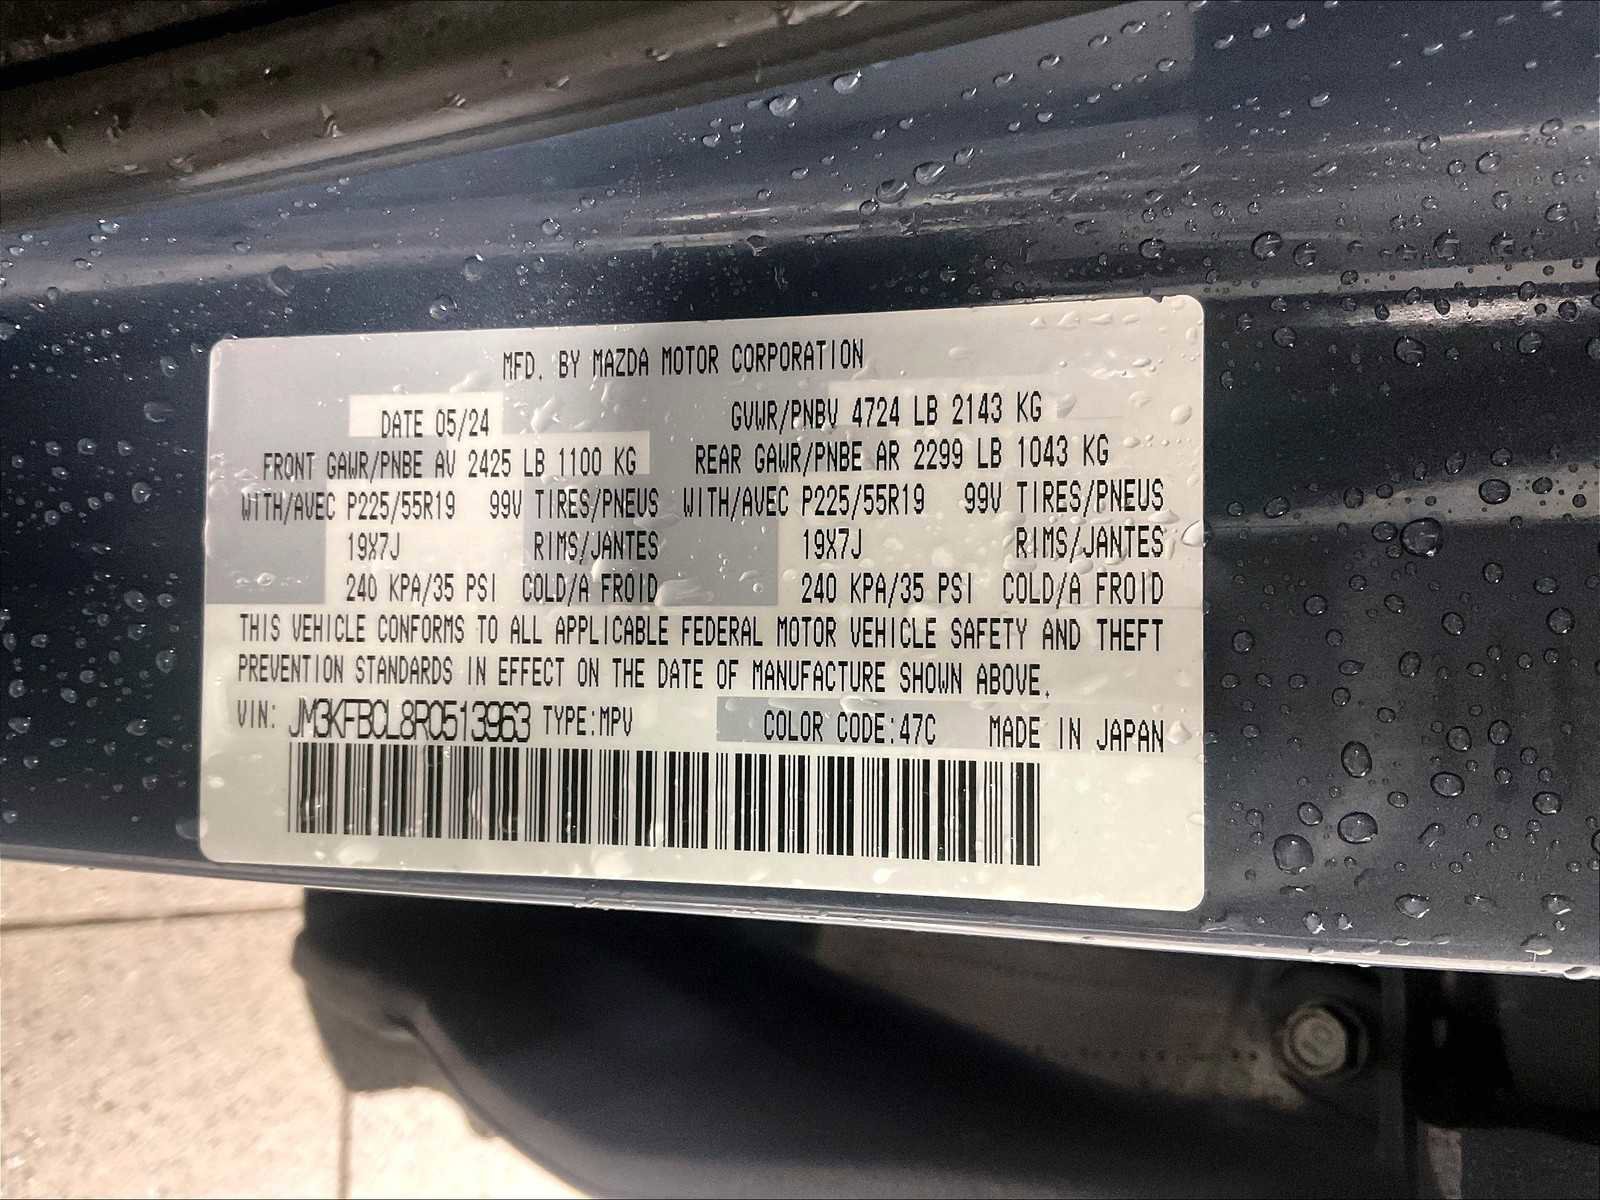 MFD. BY MAZDA MOTOR CORPORATION
DATE 05/24 GVWR/PNBV 4724 LB 2143 KG
FRONT GAWR/PNBE AV 2425 LB 1100 KG REAR GAWR/PNBE AR 2299 LB 1043 KG
WITH/AVEC P225/55R19 99V TIRES/PNEUS WITH/AVEC P225/55R19 99V TIRES/PNEUS
19X7J RIMS/JANTES 19X7J RIMS/JANTES
240 KPA/35 PSI COLD/A FROID 240 KPA/35 PSI COLD/A FROID
THIS VEHICLE CONFORMS TO ALL APPLICABLE FEDERAL MOTOR VEHICLE SAFETY AND THEFT
PREVENTION STANDARDS IN EFFECT ON THE DATE OF MANUFACTURE SHOWN ABOVE.
VIN: JM3KFBCL8R0513963 TYPE:MPV COLOR CODE:47C MADE IN JAPAN